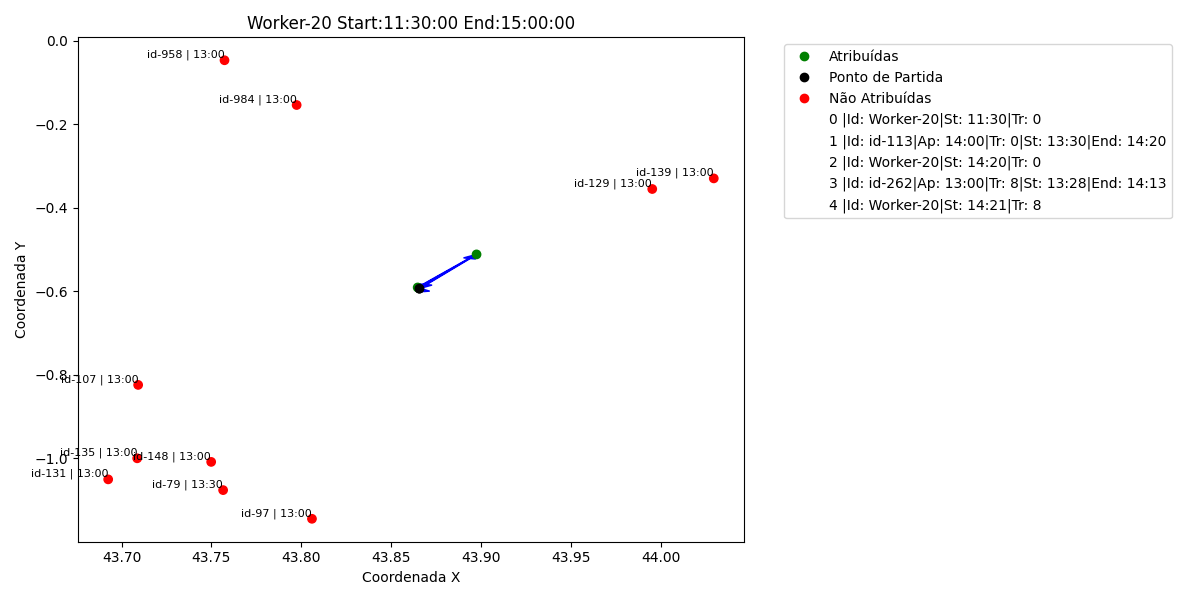 Worker-20 Start:11:30:00 End:15:00:00
Coordenada Y
0.0
−0.2
−0.4
−0.6
−0.8
−1.0
id-958 | 13:00
id-984 | 13:00
id-139 | 13:00
id-129 | 13:00
id-107 | 13:00
id-135 | 13:00
id-148 | 13:00
id-131 | 13:00
id-79 | 13:30
id-97 | 13:00
43.70 43.75 43.80 43.85 43.90 43.95 44.00
Coordenada X
Atribuídas
Ponto de Partida
Não Atribuídas
0 |Id: Worker-20|St: 11:30|Tr: 0
1 |Id: id-113|Ap: 14:00|Tr: 0|St: 13:30|End: 14:20
2 |Id: Worker-20|St: 14:20|Tr: 0
3 |Id: id-262|Ap: 13:00|Tr: 8|St: 13:28|End: 14:13
4 |Id: Worker-20|St: 14:21|Tr: 8